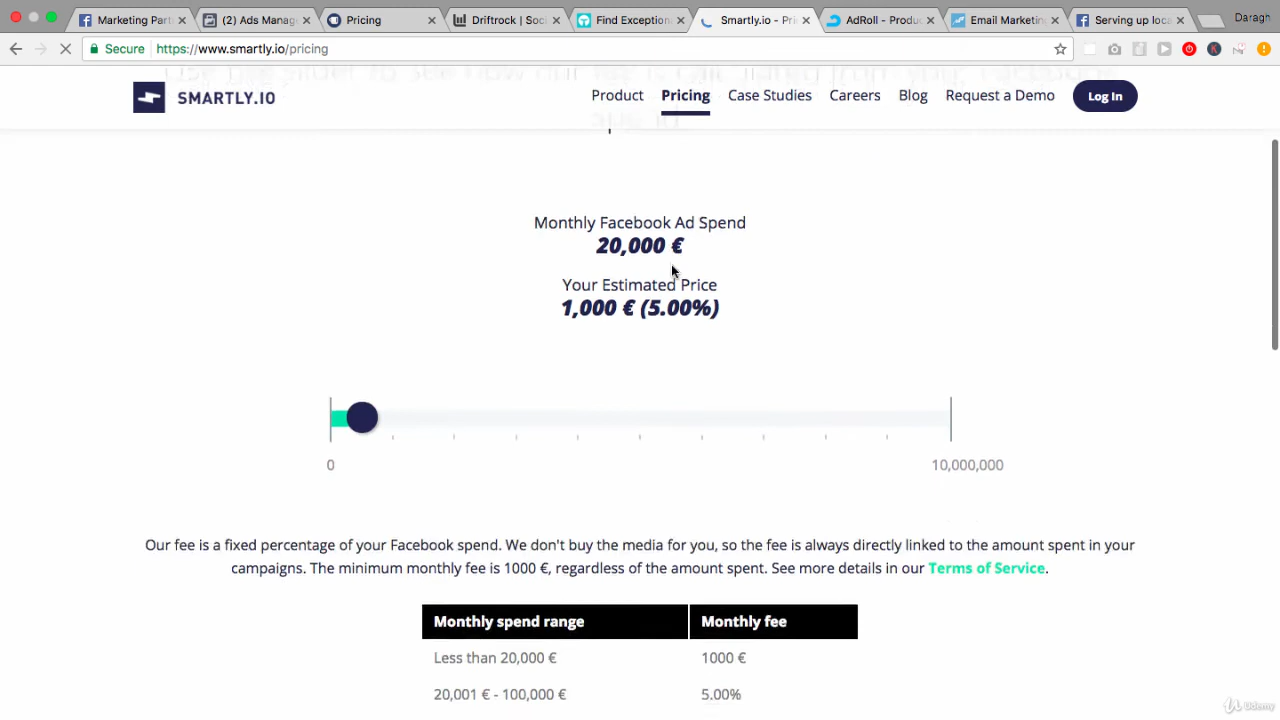 Marketing Part
(2) Ads Manag
Pricing
Driftrock | Soci
Find Exceptiona
Smartly.io - Pri
AdRoll - Produc
Email Marketing
Serving up loca
Daragh
Secure
https://www.smartly.io/pricing
SMARTLY.IO
Product
Pricing
Case Studies
Careers
Blog
Request a Demo
Log In
Monthly Facebook Ad Spend
20,000 €
Your Estimated Price
1,000 € (5.00%)
0
10,000,000
Our fee is a fixed percentage of your Facebook spend. We don't buy the media for you, so the fee is always directly linked to the amount spent in your
campaigns. The minimum monthly fee is 1000 €, regardless of the amount spent. See more details in our Terms of Service.
Monthly spend range Monthly fee
Less than 20,000 € 1000 €
20,001 € - 100,000 € 5.00%
Udemy